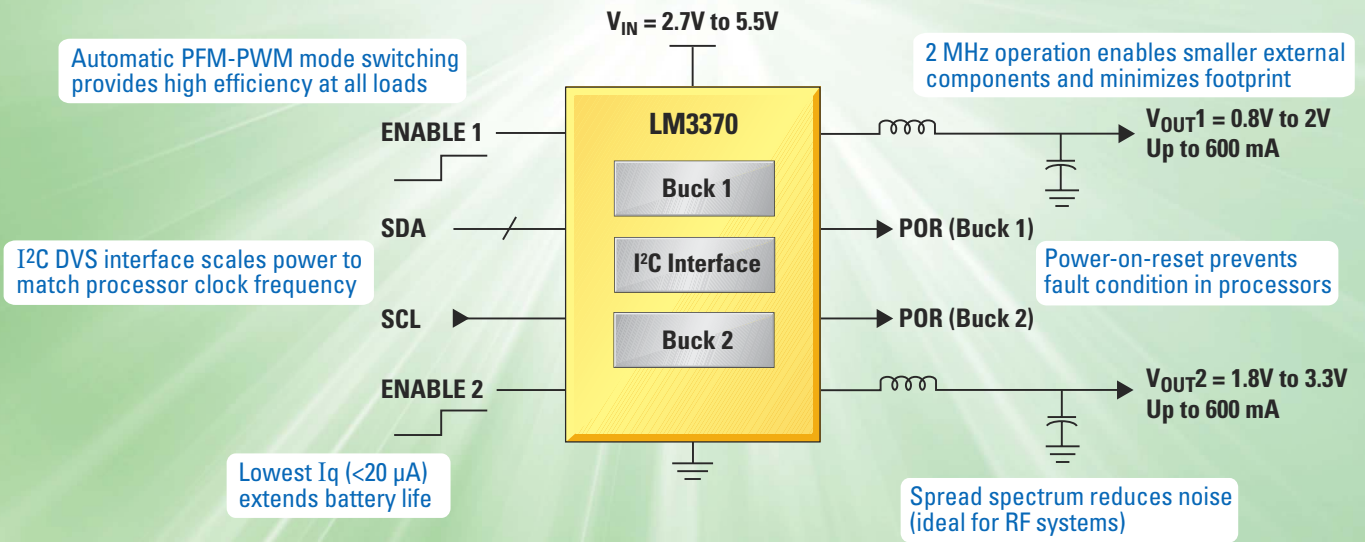 V_IN = 2.7V to 5.5V
Automatic PFM-PWM mode switching
provides high efficiency at all loads
2 MHz operation enables smaller external
components and minimizes footprint
ENABLE 1
LM3370
V_OUT1 = 0.8V to 2V
Up to 600 mA
Buck 1
SDA
POR (Buck 1)
I²C DVS interface scales power to
match processor clock frequency
I²C Interface
Power-on-reset prevents
fault condition in processors
SCL
POR (Buck 2)
Buck 2
ENABLE 2
V_OUT2 = 1.8V to 3.3V
Up to 600 mA
Lowest Iq (<20 µA)
extends battery life
Spread spectrum reduces noise
(ideal for RF systems)